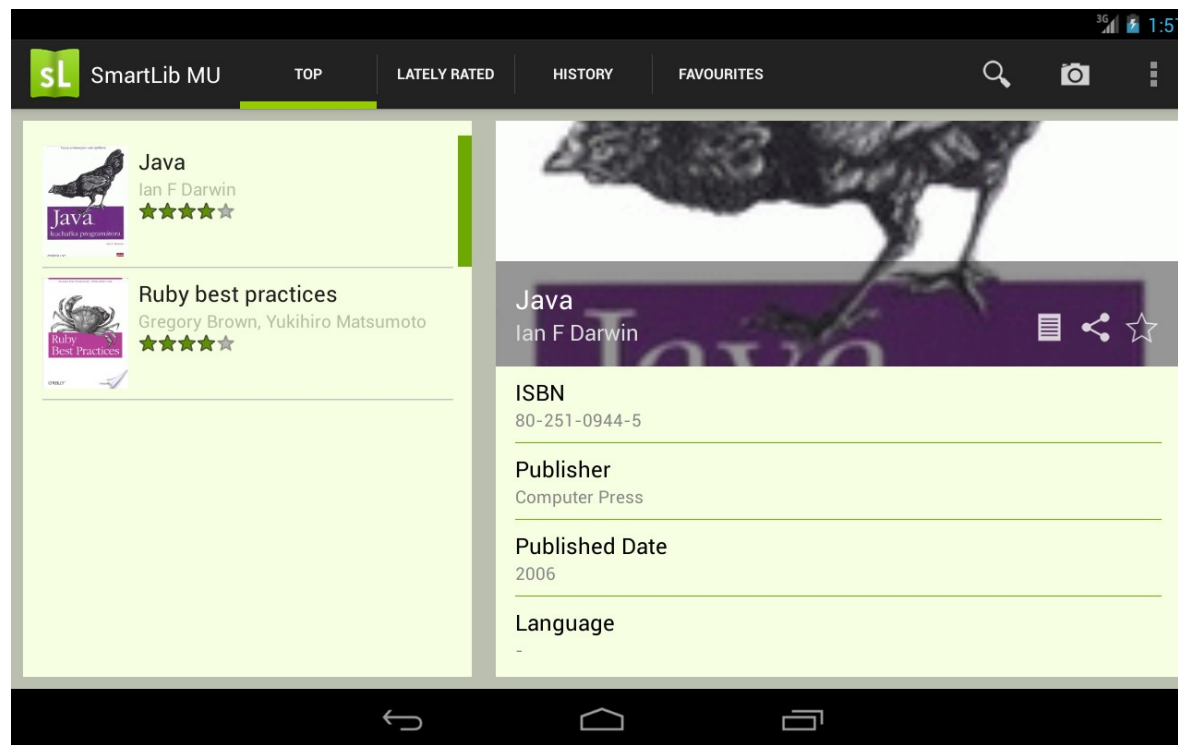 3G
1:5
sL SmartLib MU TOP LATELY RATED HISTORY FAVOURITES
Java
kuchařka programátora
Java
Ian F Darwin
Ruby
Best Practices
O'REILLY
Ruby best practices
Gregory Brown, Yukihiro Matsumoto
Java
Java
Ian F Darwin
ISBN
80-251-0944-5
Publisher
Computer Press
Published Date
2006
Language
-